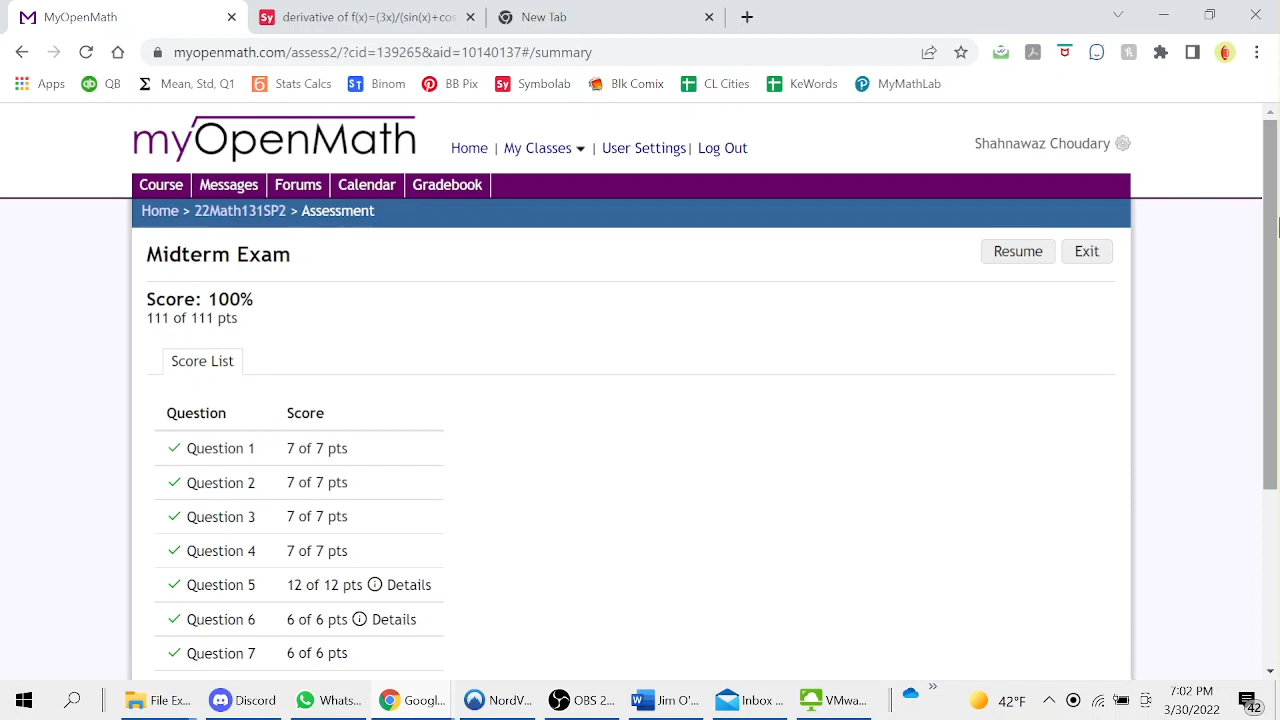 MyOpenMath
derivative of f(x)=(3x)/(sin(x)+cos
New Tab
myopenmath.com/assess2/?cid=139265&aid=10140137#/summary
Apps
QB
Mean, Std, Q1
Stats Calcs
Binom
BB Pix
Symbolab
Blk Comix
CL Cities
KeWords
MyMathLab
myOpenMath
Home | My Classes | User Settings | Log Out
Shahnawaz Choudary
Course Messages Forums Calendar Gradebook
Home > 22Math131SP2 > Assessment
Midterm Exam
Resume Exit
Score: 100%
111 of 111 pts
Score List
Question Score
Question 1 7 of 7 pts
Question 2 7 of 7 pts
Question 3 7 of 7 pts
Question 4 7 of 7 pts
Question 5 12 of 12 pts Details
Question 6 6 of 6 pts Details
Question 7 6 of 6 pts
File Ex... Discord Whats... Googl... NordV... OBS 2... Jim O'... Inbox ... VMwa... 42°F
7:02 PM
3/30/2022
42